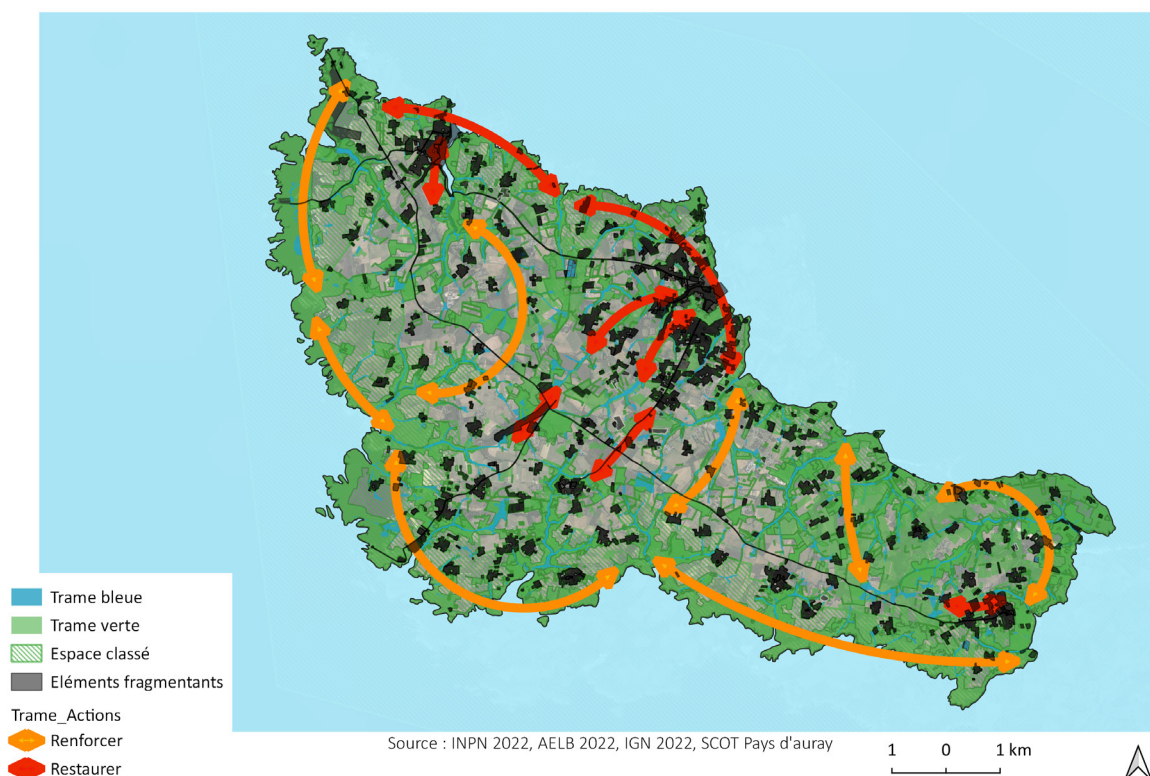 Trame bleue
Trame verte
Espace classé
Eléments fragmentants
Trame_Actions
Renforcer
Restaurer
Source : INPN 2022, AELB 2022, IGN 2022, SCOT Pays d'auray
1 0 1 km